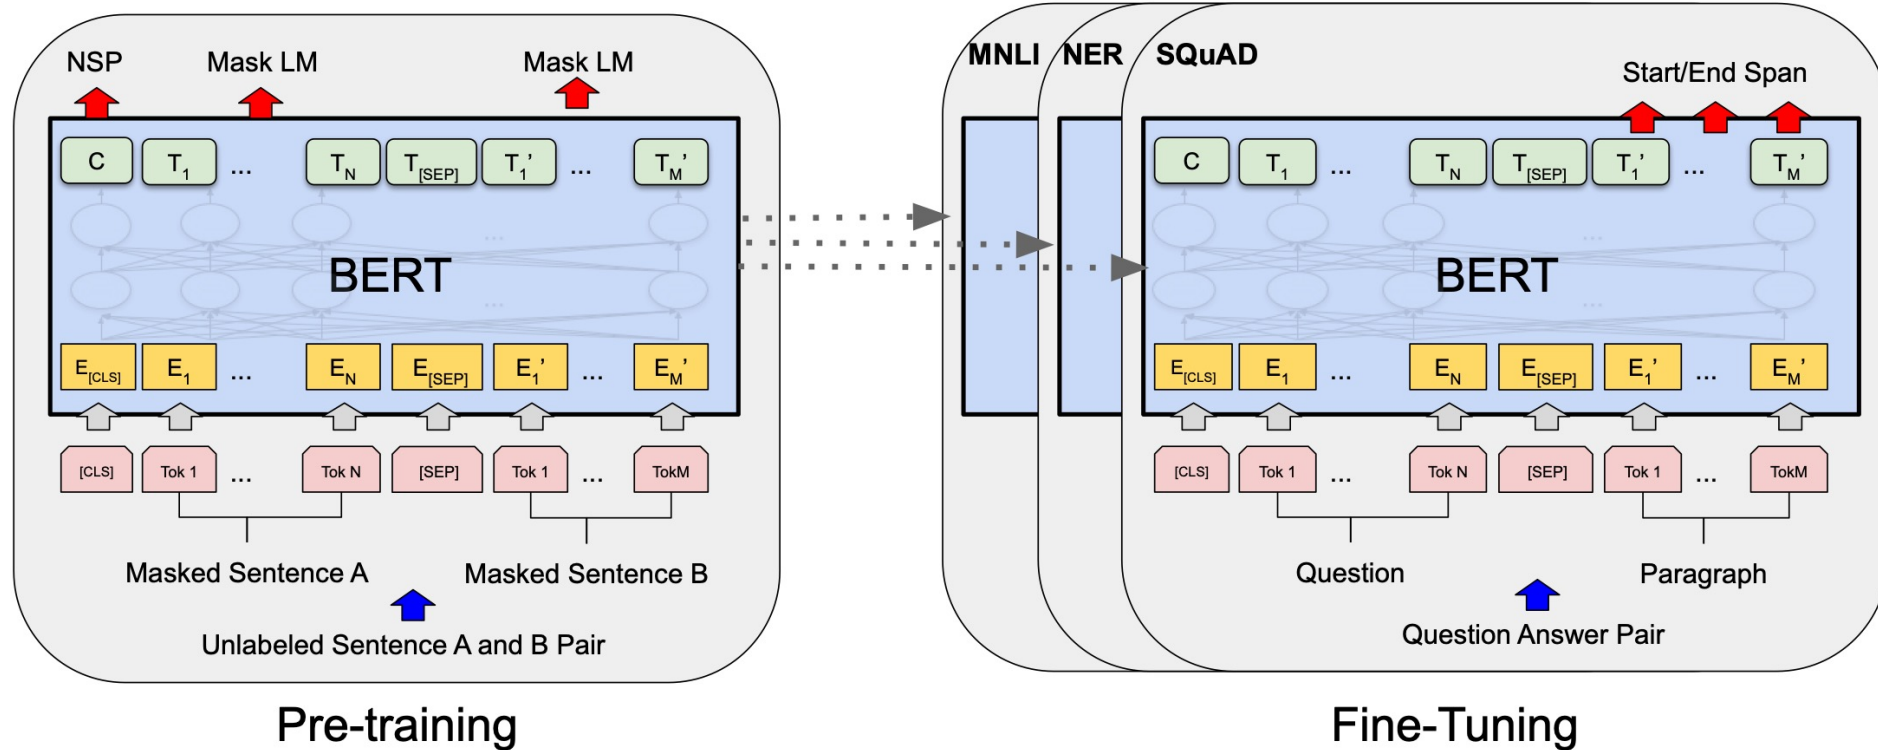 NSP Mask LM Mask LM
C T1 ... TN T[SEP] T1' ... TM'
...
BERT
...
E[CLS] E1 ... EN E[SEP] E1' ... EM'
[CLS] Tok 1 ... Tok N [SEP] Tok 1 ... TokM
Masked Sentence A Masked Sentence B
Unlabeled Sentence A and B Pair
Pre-training
MNLI NER SQuAD
Start/End Span
C T1 ... TN T[SEP] T1' ... TM'
...
BERT
...
E[CLS] E1 ... EN E[SEP] E1' ... EM'
[CLS] Tok 1 ... Tok N [SEP] Tok 1 ... TokM
Question Paragraph
Question Answer Pair
Fine-Tuning